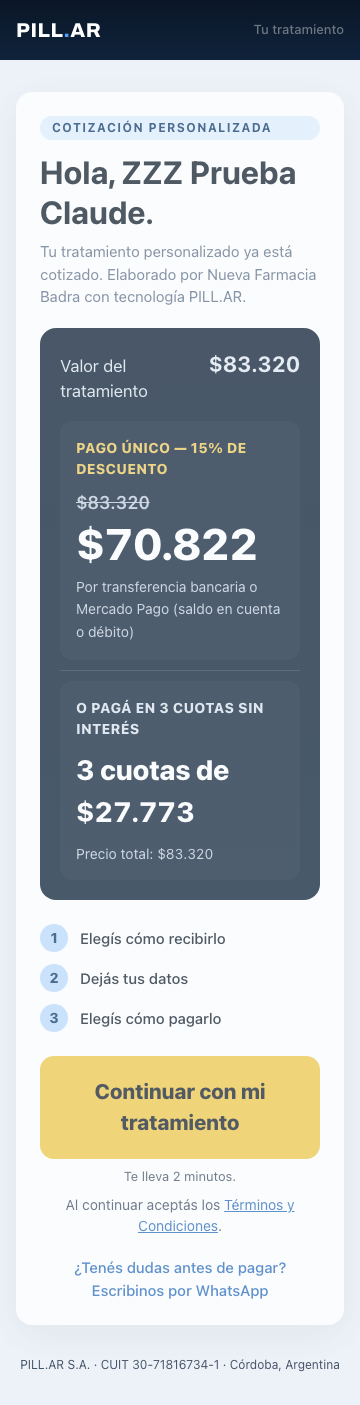 PILL.AR
Tu tratamiento
COTIZACIÓN PERSONALIZADA
Hola, ZZZ Prueba
Claude.
Tu tratamiento personalizado ya está
cotizado. Elaborado por Nueva Farmacia
Badra con tecnología PILL.AR.
Valor del
tratamiento
$83.320
PAGO ÚNICO — 15% DE
DESCUENTO
$83.320
$70.822
Por transferencia bancaria o
Mercado Pago (saldo en cuenta
o débito)
O PAGÁ EN 3 CUOTAS SIN
INTERÉS
3 cuotas de
$27.773
Precio total: $83.320
1 Elegís cómo recibirlo
2 Dejás tus datos
3 Elegís cómo pagarlo
Continuar con mi
tratamiento
Te lleva 2 minutos.
Al continuar aceptás los Términos y
Condiciones.
¿Tenés dudas antes de pagar?
Escribinos por WhatsApp
PILL.AR S.A. · CUIT 30-71816734-1 · Córdoba, Argentina